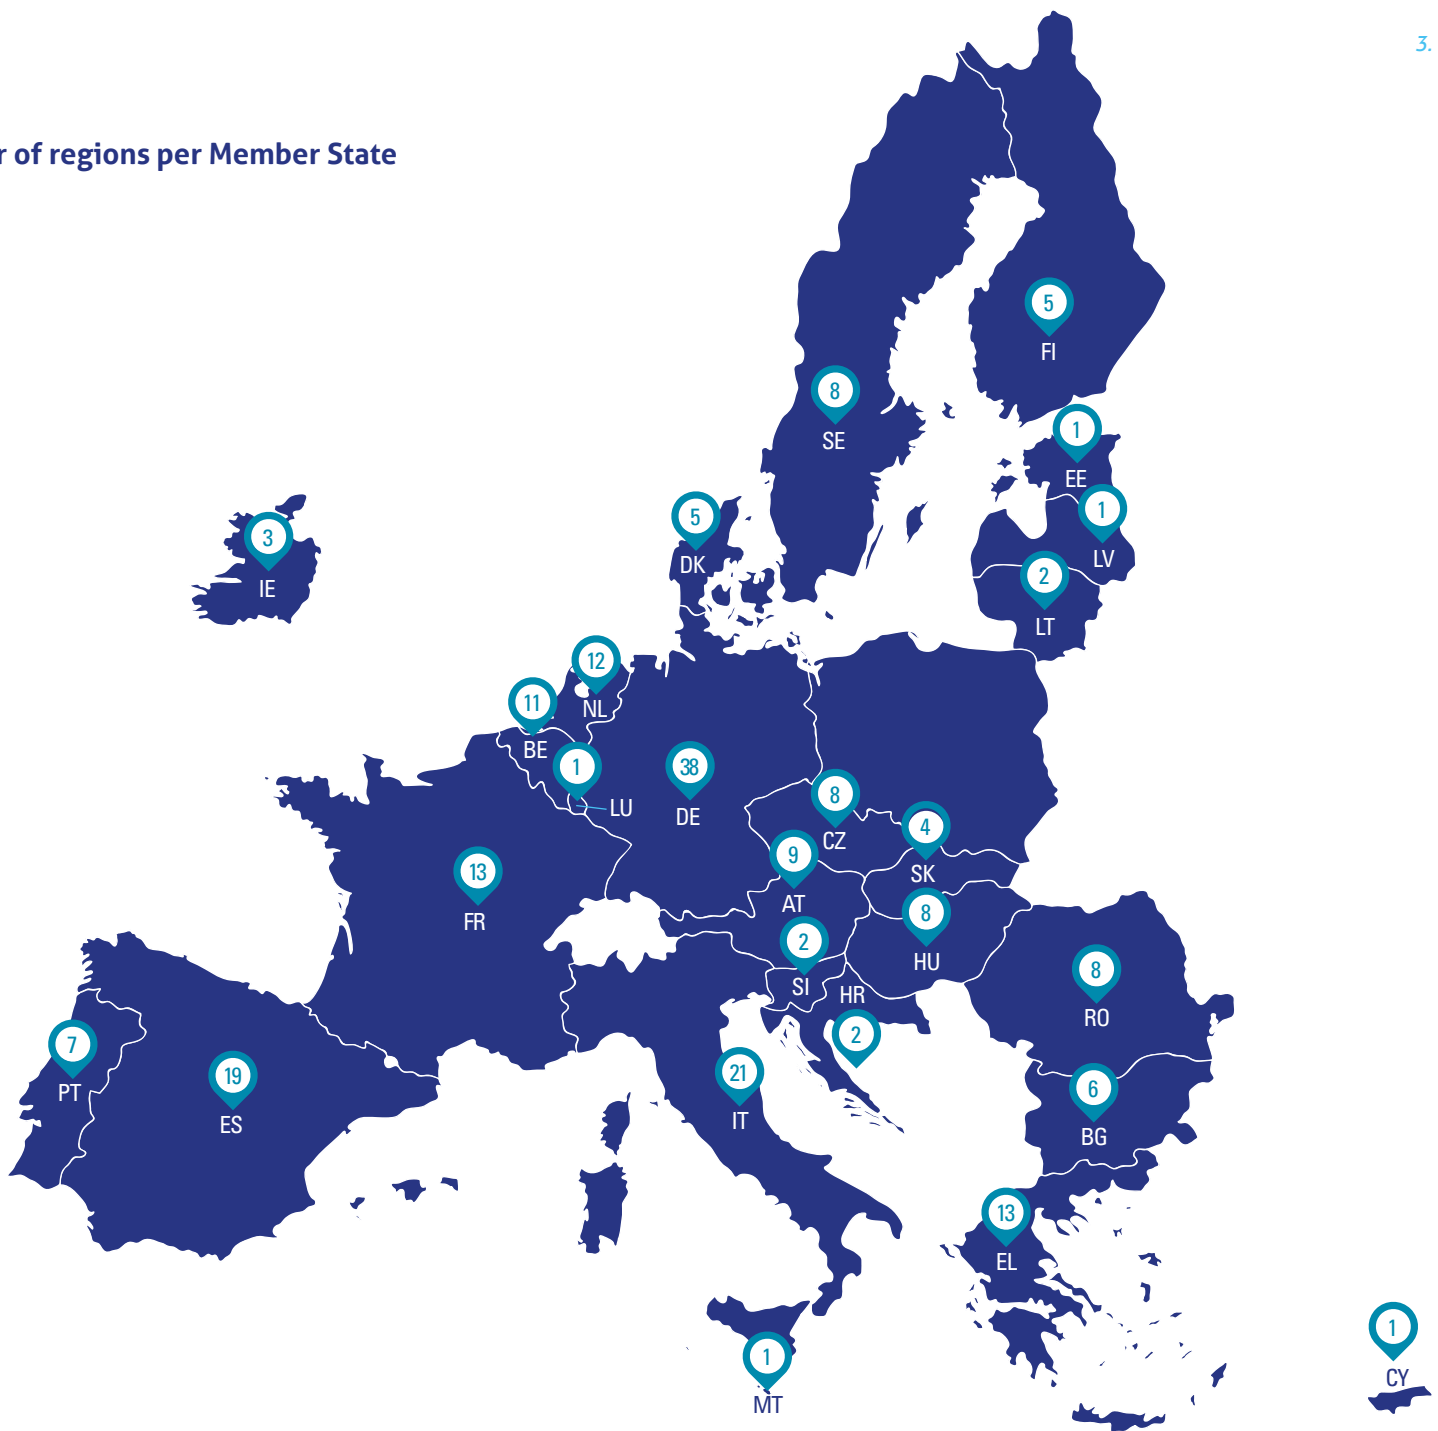 3.
r of regions per Member State
5
FI
8
SE
1
EE
5
DK
1
LV
3
IE
2
LT
12
NL
11
BE
1
LU
38
DE
8
CZ
4
SK
9
AT
13
FR
8
HU
2
SI
HR
2
8
RO
7
PT
19
ES
21
IT
6
BG
13
EL
1
CY
1
MT